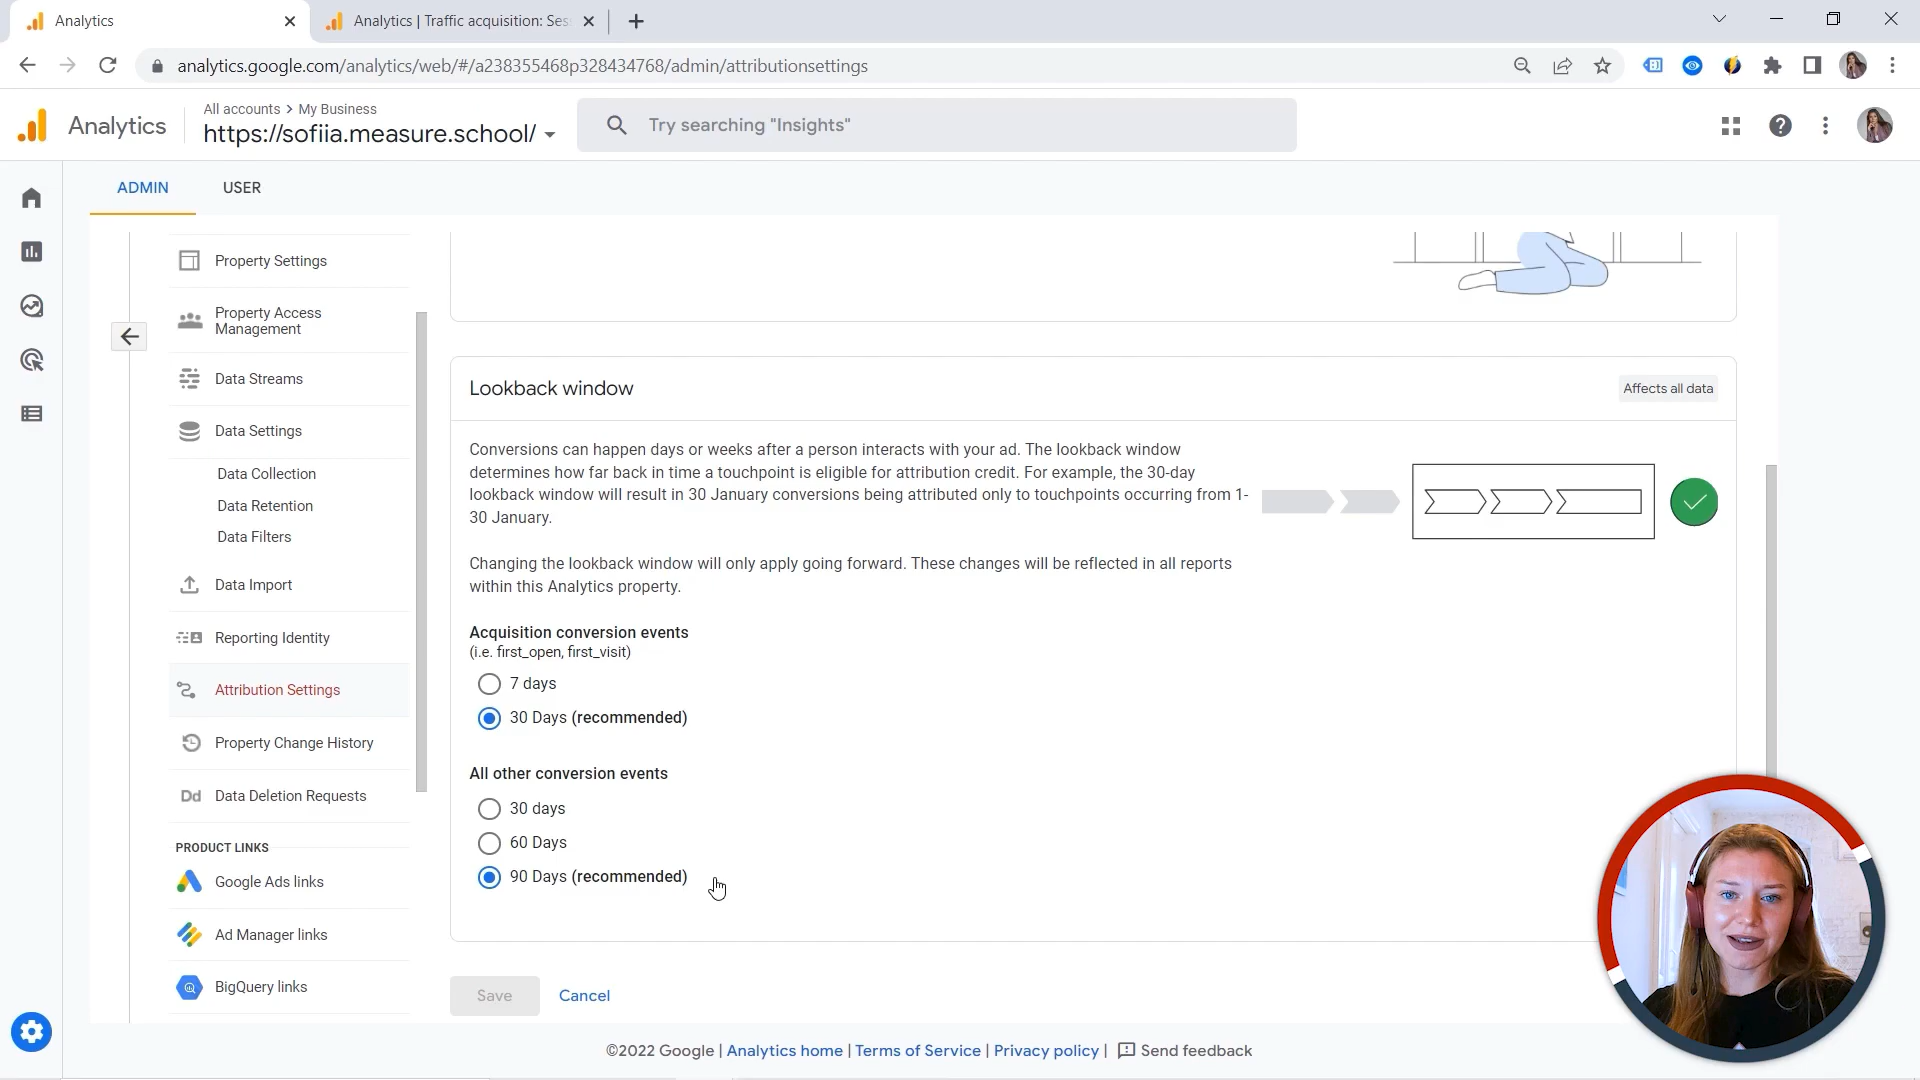 Analytics
Analytics | Traffic acquisition: Ses
analytics.google.com/analytics/web/#/a238355468p328434768/admin/attributionsettings
Analytics
All accounts > My Business
https://sofiia.measure.school/
Try searching "Insights"
ADMIN
USER
Property Settings
Property Access
Management
Data Streams
Data Settings
Data Collection
Data Retention
Data Filters
Data Import
Reporting Identity
Attribution Settings
Property Change History
Dd Data Deletion Requests
PRODUCT LINKS
Google Ads links
Ad Manager links
BigQuery links
Lookback window
Affects all data
Conversions can happen days or weeks after a person interacts with your ad. The lookback window
determines how far back in time a touchpoint is eligible for attribution credit. For example, the 30-day
lookback window will result in 30 January conversions being attributed only to touchpoints occurring from 1-
30 January.
Changing the lookback window will only apply going forward. These changes will be reflected in all reports
within this Analytics property.
Acquisition conversion events
(i.e. first_open, first_visit)
7 days
30 Days (recommended)
All other conversion events
30 days
60 Days
90 Days (recommended)
Save
Cancel
©2022 Google | Analytics home | Terms of Service | Privacy policy | Send feedback